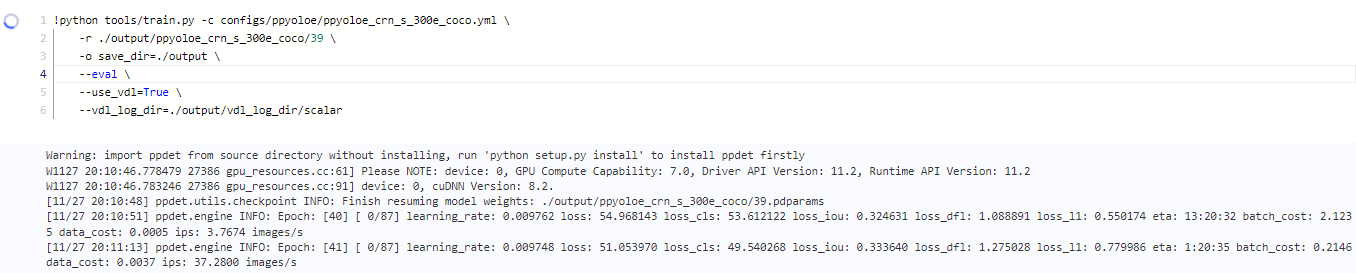 1 !python tools/train.py -c configs/ppyoloe/ppyoloe_crn_s_300e_coco.yml \
2 -r ./output/ppyoloe_crn_s_300e_coco/39 \
3 -o save_dir=./output \
4 --eval \
5 --use_vdl=True \
6 --vdl_log_dir=./output/vdl_log_dir/scalar
Warning: import ppdet from source directory without installing, run 'python setup.py install' to install ppdet firstly
W1127 20:10:46.778479 27386 gpu_resources.cc:61] Please NOTE: device: 0, GPU Compute Capability: 7.0, Driver API Version: 11.2, Runtime API Version: 11.2
W1127 20:10:46.783246 27386 gpu_resources.cc:91] device: 0, cuDNN Version: 8.2.
[11/27 20:10:48] ppdet.utils.checkpoint INFO: Finish resuming model weights: ./output/ppyoloe_crn_s_300e_coco/39.pdparams
[11/27 20:10:51] ppdet.engine INFO: Epoch: [40] [ 0/87] learning_rate: 0.009762 loss: 54.968143 loss_cls: 53.612122 loss_iou: 0.324631 loss_dfl: 1.088891 loss_l1: 0.550174 eta: 13:20:32 batch_cost: 2.123
5 data_cost: 0.0005 ips: 3.7674 images/s
[11/27 20:11:13] ppdet.engine INFO: Epoch: [41] [ 0/87] learning_rate: 0.009748 loss: 51.053970 loss_cls: 49.540268 loss_iou: 0.333640 loss_dfl: 1.275028 loss_l1: 0.779986 eta: 1:20:35 batch_cost: 0.2146
data_cost: 0.0037 ips: 37.2800 images/s